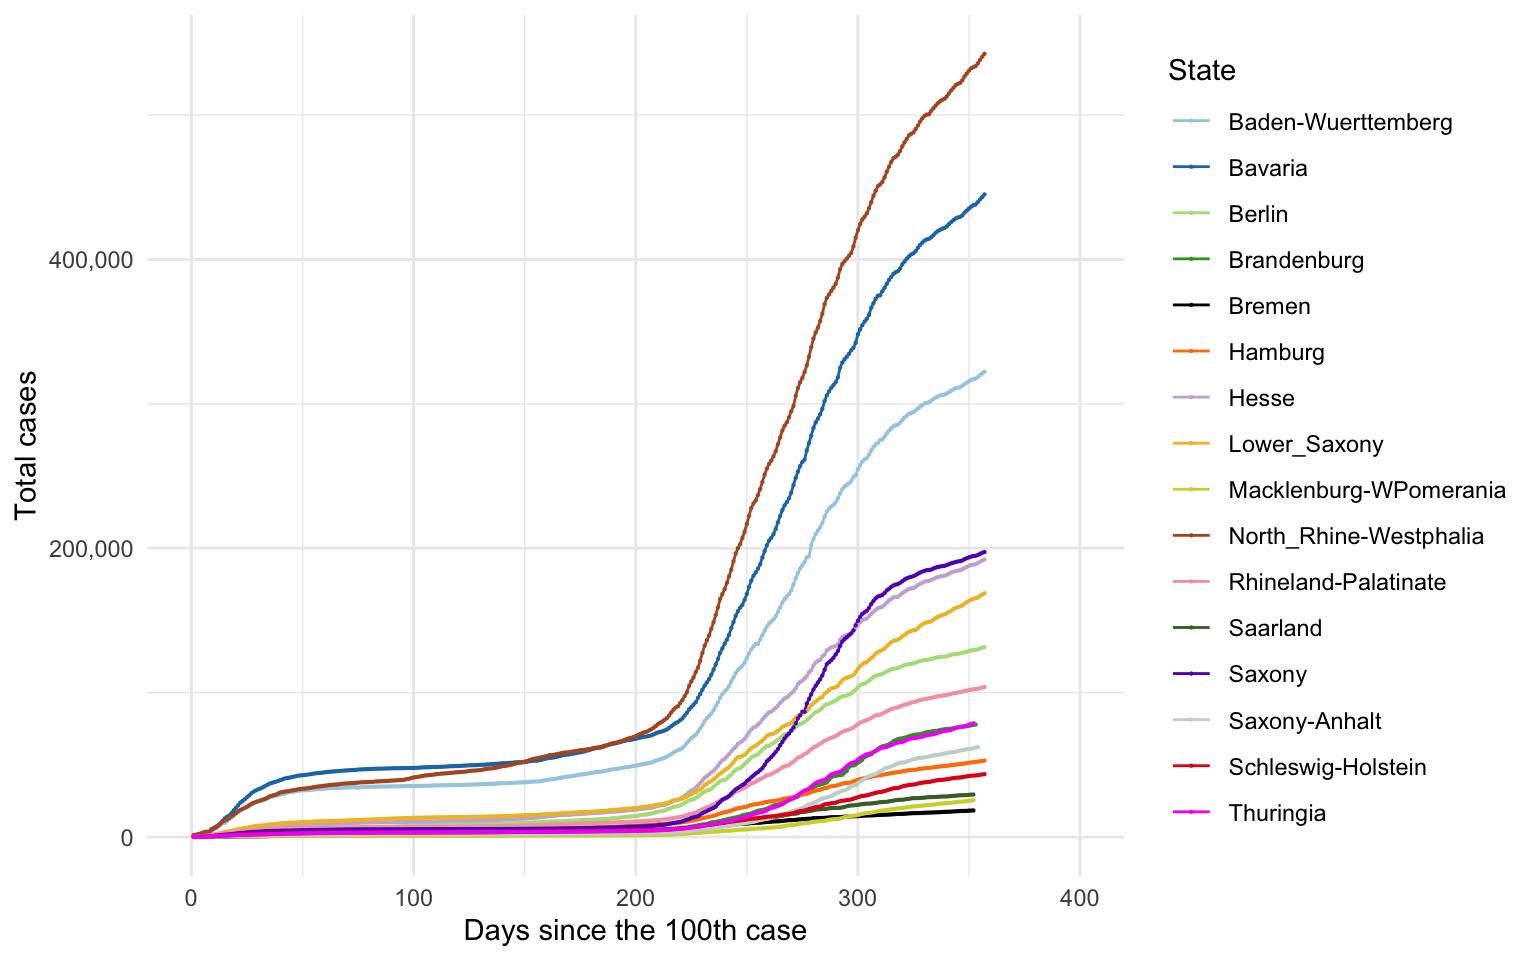 State
Baden-Wuerttemberg
Bavaria
Berlin
Brandenburg
Bremen
Hamburg
Hesse
Lower_Saxony
Macklenburg-WPomerania
North_Rhine-Westphalia
Rhineland-Palatinate
Saarland
Saxony
Saxony-Anhalt
Schleswig-Holstein
Thuringia
Total cases
400,000
200,000
0
0 100 200 300 400
Days since the 100th case